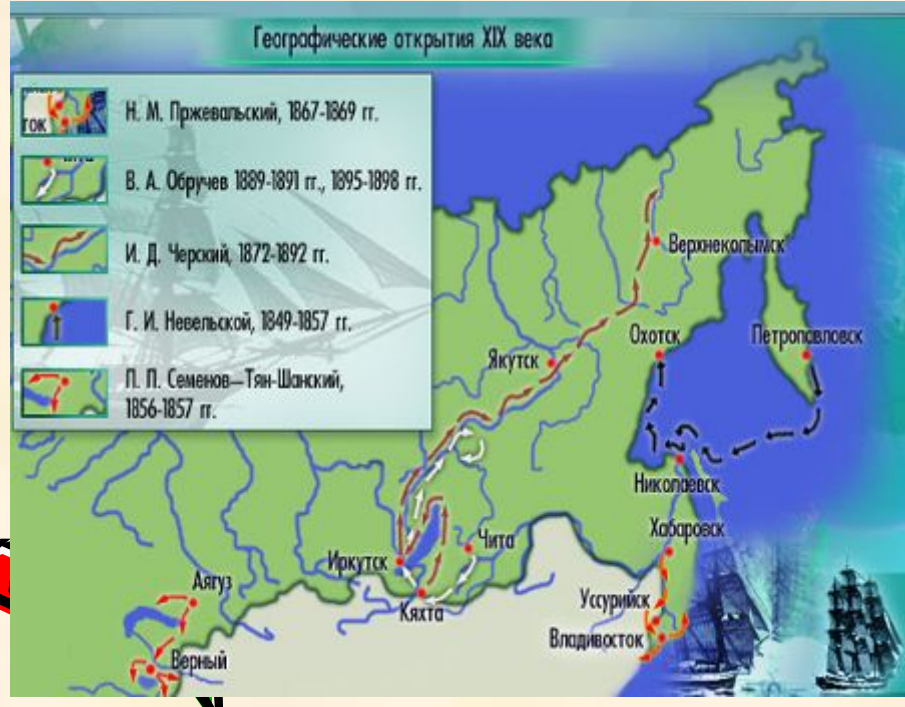 Географические открытия XIX века
ток
Н. М. Пржевальский, 1867-1869 гг.
В. А. Обручев 1889-1891 гг., 1895-1898 гг.
И. Д. Черский, 1872-1892 гг.
Г. И. Невельской, 1849-1857 гг.
П. П. Семенов—Тян-Шанский,
1856-1857 гг.
Верхнеколымск
Охотск
Петропавловск
Якутск
Николаевск
Хабаровск
Чита
Иркутск
Аягуз
Кяхта
Уссурийск
Владивосток
Верный